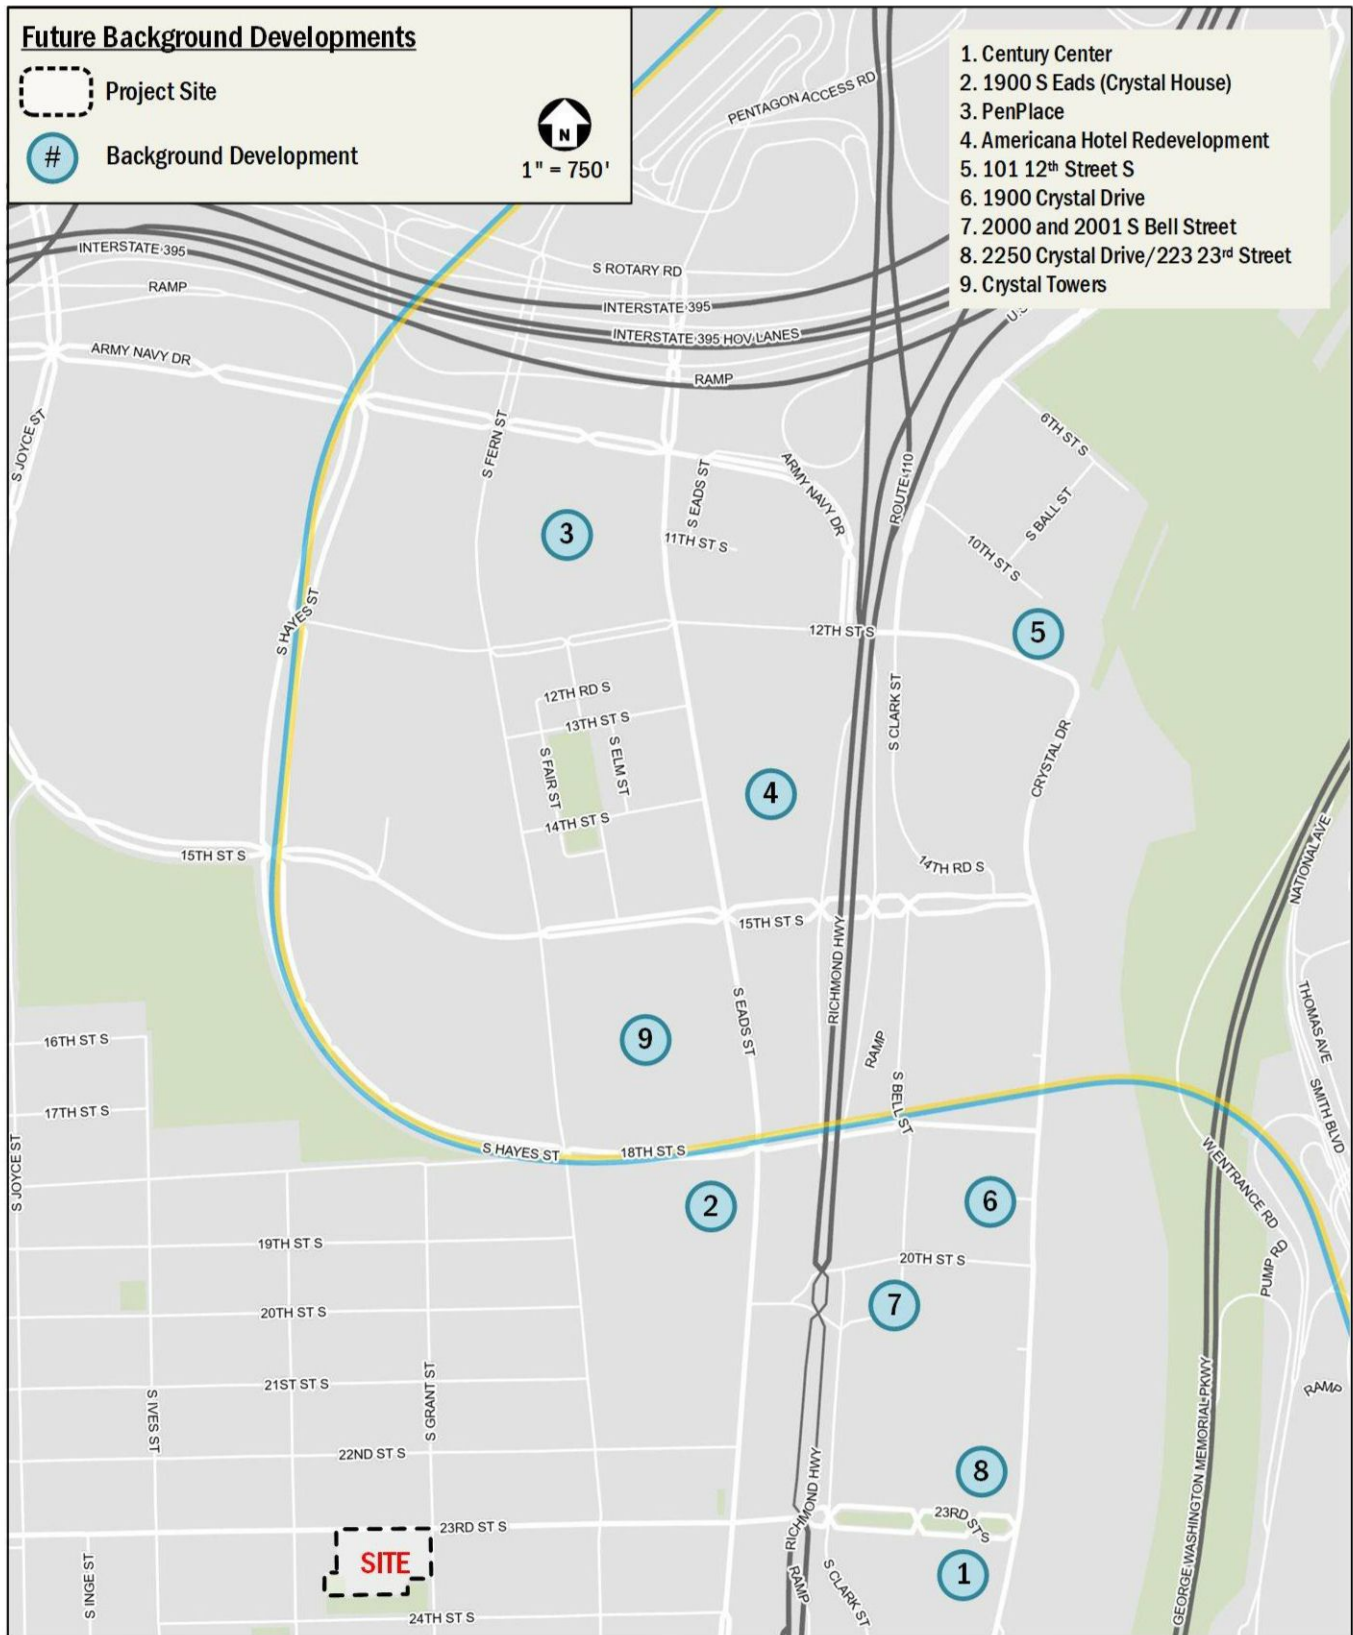 Future Background Developments
Project Site
#
Background Development
N
1" = 750'
1. Century Center
2. 1900 S Eads (Crystal House)
3. PenPlace
4. Americana Hotel Redevelopment
5. 101 12th Street S
6. 1900 Crystal Drive
7. 2000 and 2001 S Bell Street
8. 2250 Crystal Drive/223 23rd Street
9. Crystal Towers
PENTAGON ACCESS RD
INTERSTATE 395
S ROTARY RD
RAMP
INTERSTATE 395
INTERSTATE 395 HOV LANES
ARMY NAVY DR
RAMP
S JOYCE ST
S FERN ST
S EADS ST
ARMY NAVY DR
ROUTE 110
6TH ST S
S BALL ST
10TH ST S
3
11TH ST S
S HAYES ST
12TH ST S
5
12TH RD S
13TH ST S
S FAIR ST
S ELM ST
S CLARK ST
CRYSTAL DR
4
14TH ST S
15TH ST S
14TH RD S
NATIONAL AVE
15TH ST S
RICHMOND HWY
S EADS ST
THOMAS AVE
16TH ST S
9
RAMP
S BELL ST
SMITH BLVD
17TH ST S
S JOYCE ST
S HAYES ST
18TH ST S
W ENTRANCE RD
2
6
19TH ST S
20TH ST S
PUMP RD
20TH ST S
7
21ST ST S
S IVES ST
S GRANT ST
RAMP
GEORGE WASHINGTON MEMORIAL PKWY
22ND ST S
RICHMOND HWY
8
23RD ST S
23RD ST S
SITE
S INGE ST
RAMP
S CLARK ST
1
24TH ST S